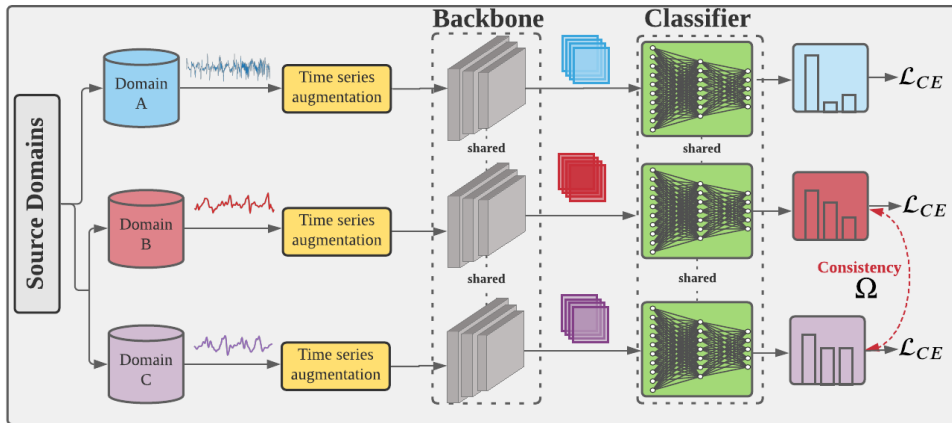 Backbone
Classifier
Source Domains
Domain
A
Time series
augmentation
shared
shared
ℒCE
Domain
B
Time series
augmentation
ℒCE
Consistency
Ω
shared
shared
Domain
C
Time series
augmentation
ℒCE